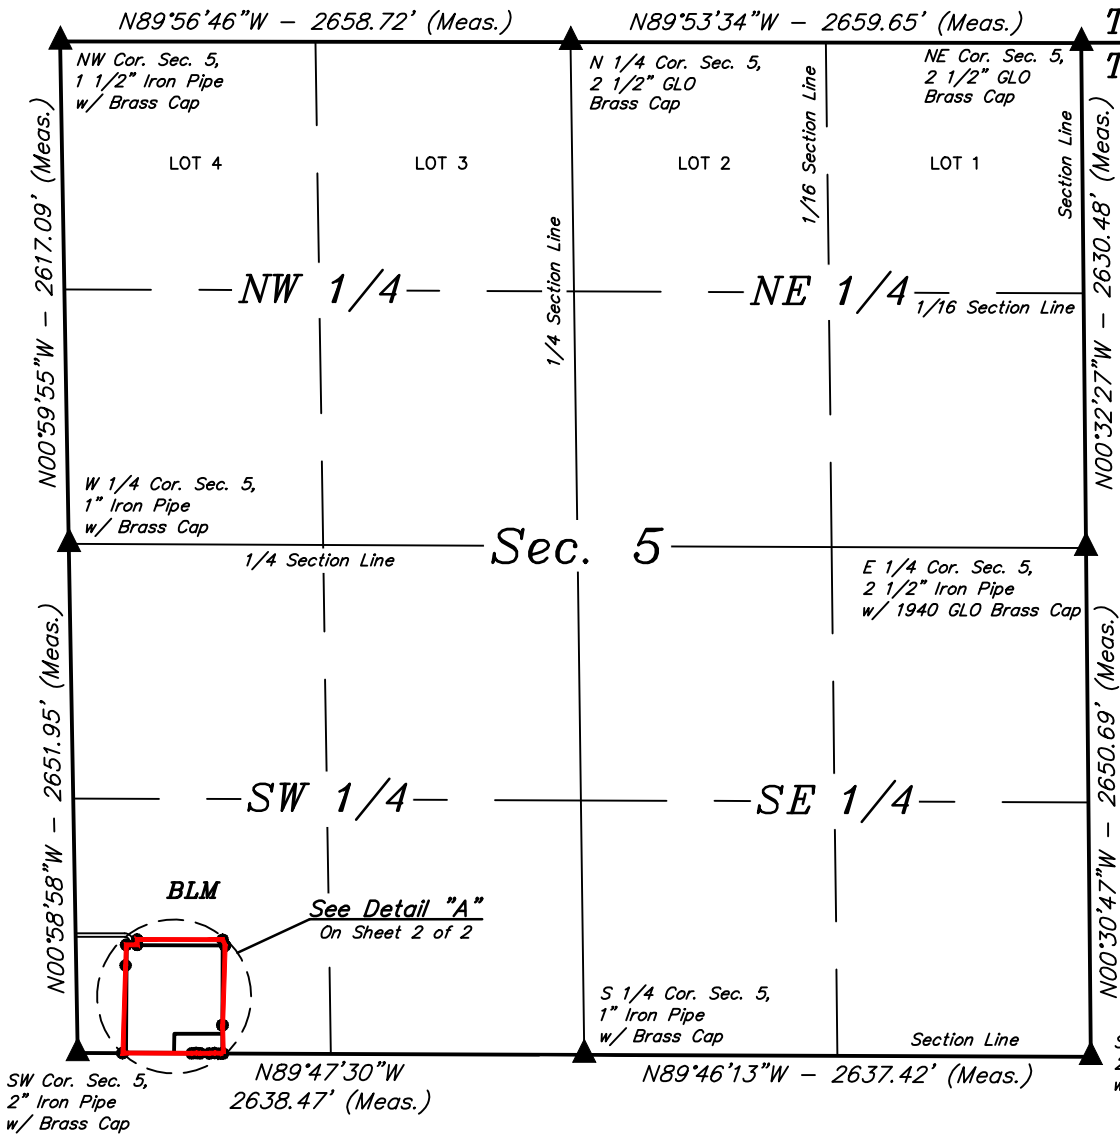 N89°56'46"W - 2658.72' (Meas.)
N89°53'34"W - 2659.65' (Meas.)
NW Cor. Sec. 5,
1 1/2" Iron Pipe
w/ Brass Cap
N 1/4 Cor. Sec. 5,
2 1/2" GLO
Brass Cap
NE Cor. Sec. 5,
2 1/2" GLO
Brass Cap
N00°59'55"W - 2617.09' (Meas.)
LOT 4
LOT 3
LOT 2
LOT 1
1/16 Section Line
Section Line
N00°32'27"W - 2630.48' (Meas.)
1/4 Section Line
NW 1/4
NE 1/4
1/16 Section Line
W 1/4 Cor. Sec. 5,
1" Iron Pipe
w/ Brass Cap
1/4 Section Line
Sec. 5
E 1/4 Cor. Sec. 5,
2 1/2" Iron Pipe
w/ 1940 GLO Brass Cap
N00°58'58"W - 2651.95' (Meas.)
SW 1/4
SE 1/4
N00°30'47"W - 2650.69' (Meas.)
BLM
See Detail "A"
On Sheet 2 of 2
S 1/4 Cor. Sec. 5,
1" Iron Pipe
w/ Brass Cap
Section Line
SW Cor. Sec. 5,
2" Iron Pipe
w/ Brass Cap
N89°47'30"W
2638.47' (Meas.)
N89°46'13"W - 2637.42' (Meas.)